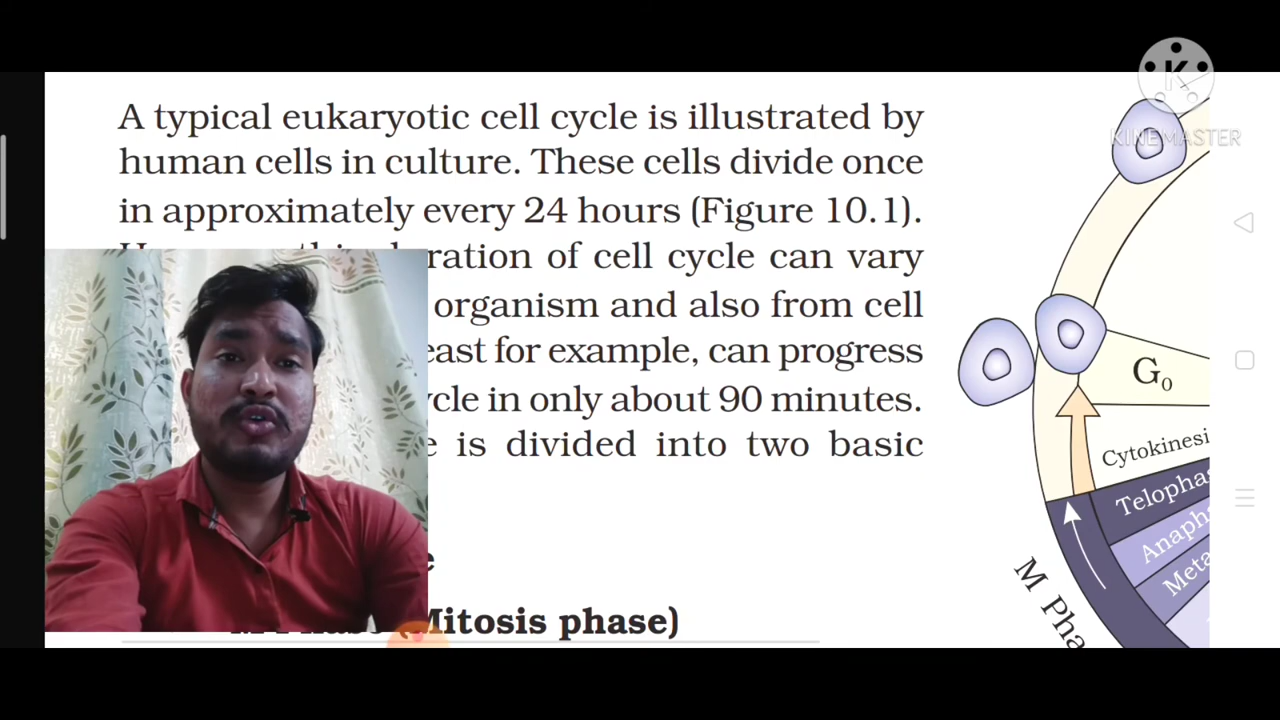 A typical eukaryotic cell cycle is illustrated by
human cells in culture. These cells divide once
in approximately every 24 hours (Figure 10.1).
ration of cell cycle can vary
organism and also from cell
east for example, can progress
cle in only about 90 minutes.
is divided into two basic
M Phase (Mitosis phase)
K
KINEMASTER
G₀
Cytokinesi
Telophas
Anaph
Meta
M Pha